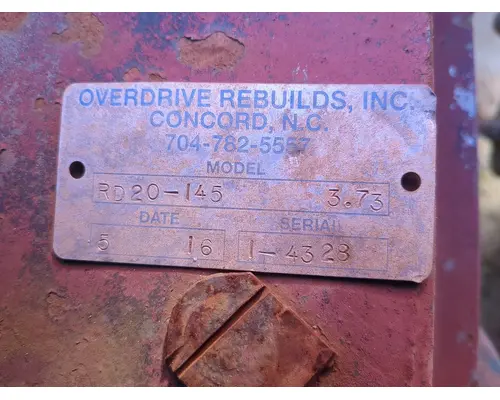 OVERDRIVE REBUILDS, INC.
CONCORD, N.C.
704-782-5557
MODEL
RD20-145 3.73
DATE SERIAL
5 16 1-4328